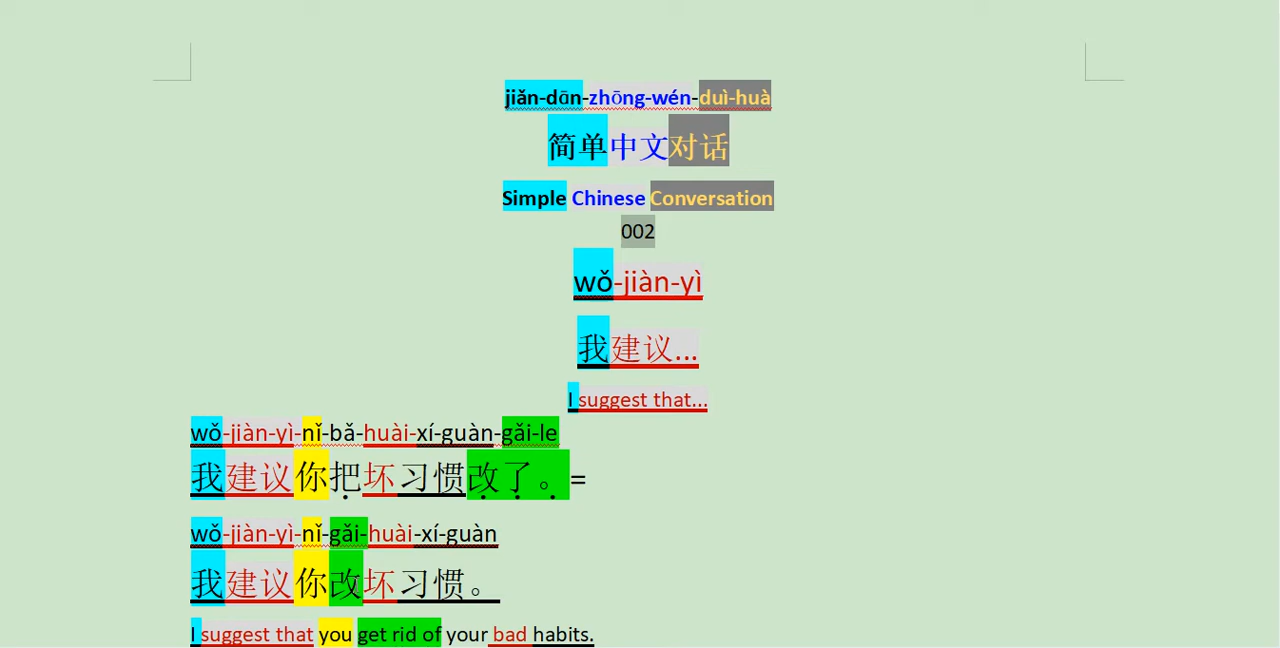 jiǎn-dān-zhōng-wén-duì-huà
简单中文对话
Simple Chinese Conversation
002
wǒ-jiàn-yì
我建议...
I suggest that...
wǒ-jiàn-yì-nǐ-bǎ-huài-xí-guàn-gǎi-le
我建议你把坏习惯改了。=
wǒ-jiàn-yì-nǐ-gǎi-huài-xí-guàn
我建议你改坏习惯。
I suggest that you get rid of your bad habits.